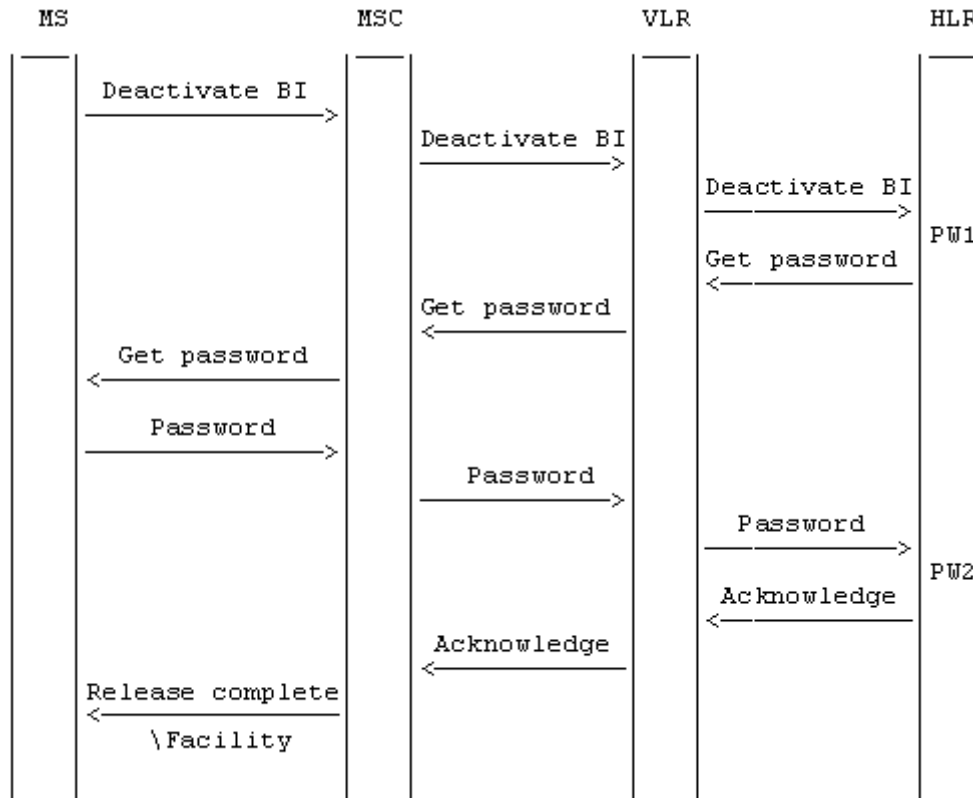 MS MSC VLR HLR
Deactivate BI
Deactivate BI
Deactivate BI
PW1
Get password
Get password
Get password
Password
Password
Password
PW2
Acknowledge
Acknowledge
Release complete
\Facility